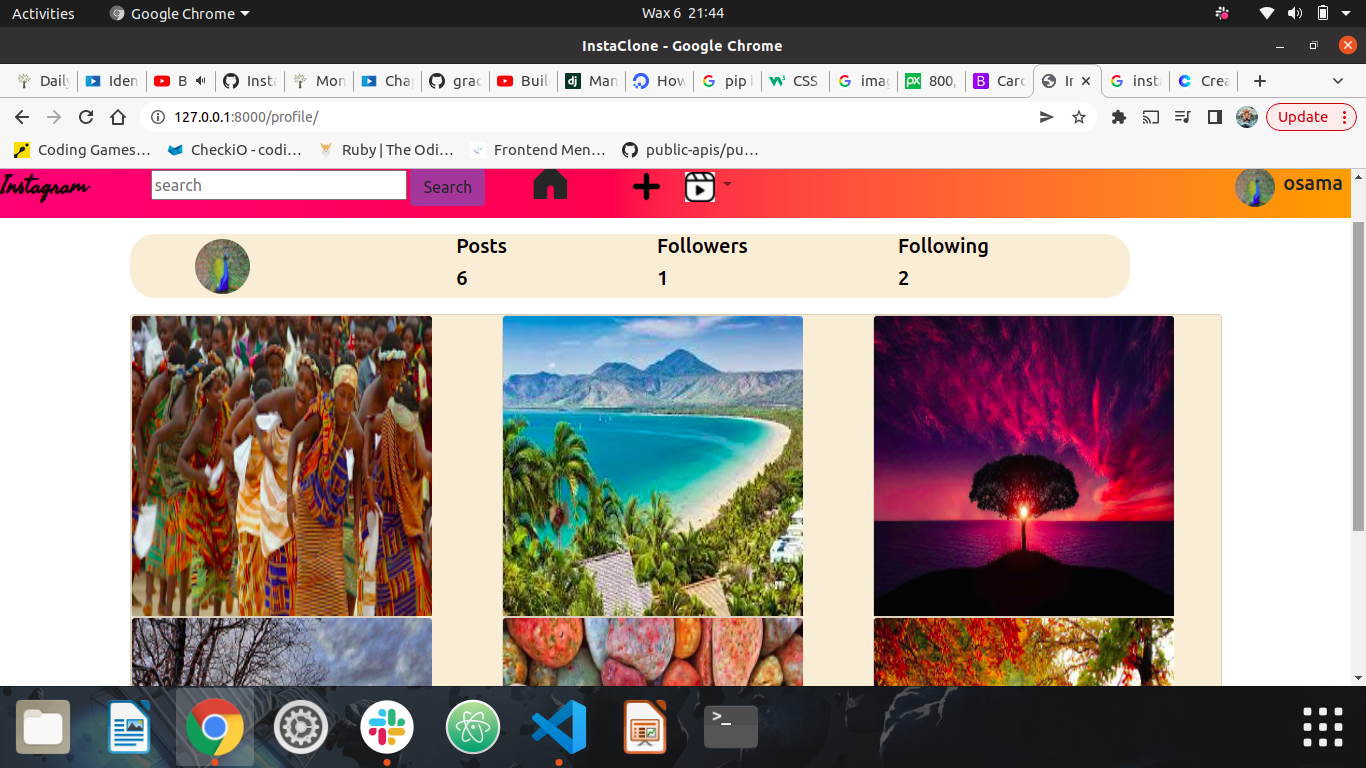 Activities
Google Chrome
Wax 6 21:44
InstaClone - Google Chrome
Daily
Iden
B
Insta
Mon
Chap
grac
Buil
Man
How
pip i
CSS
imag
800,
Caro
In
insta
Crea
127.0.0.1:8000/profile/
Update
Coding Games…
CheckiO - codi…
Ruby | The Odi…
Frontend Men…
public-apis/pu…
Instagram
search
Search
osama
Posts
Followers
Following
6
1
2